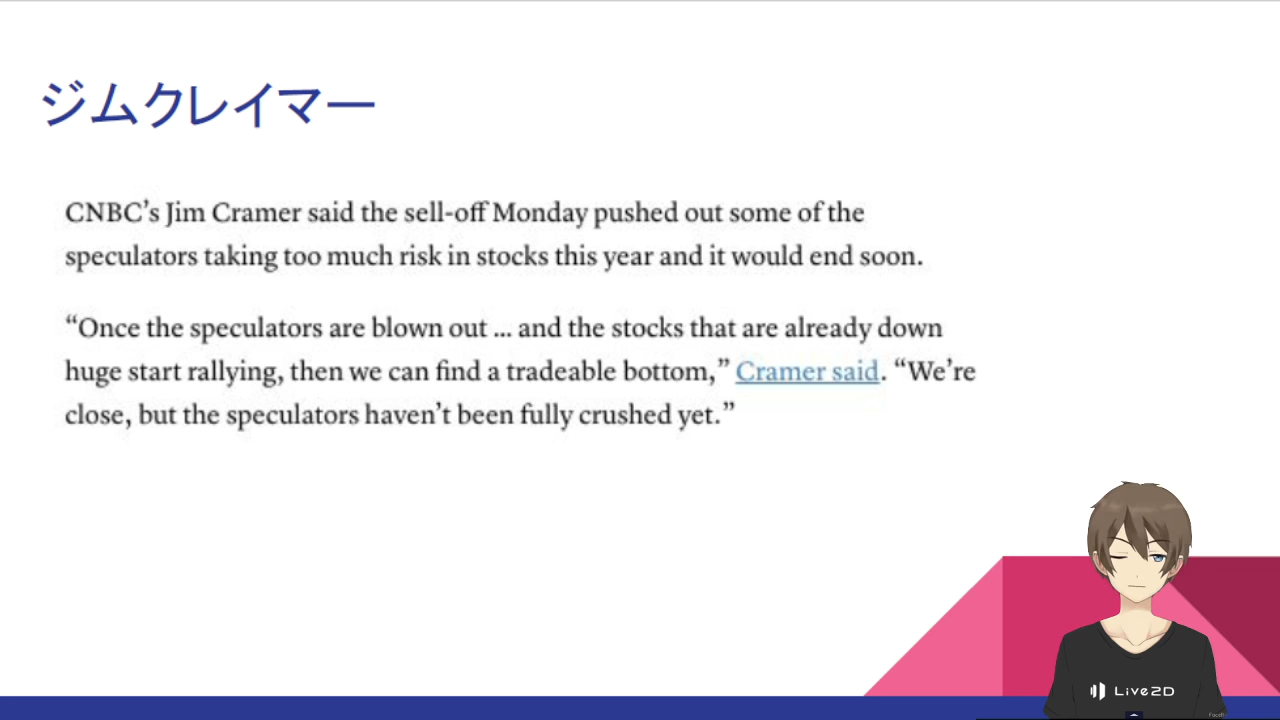 ジムクレイマー
CNBC’s Jim Cramer said the sell-off Monday pushed out some of the
speculators taking too much risk in stocks this year and it would end soon.
“Once the speculators are blown out ... and the stocks that are already down
huge start rallying, then we can find a tradeable bottom,” Cramer said. “We’re
close, but the speculators haven’t been fully crushed yet.”
Live2D